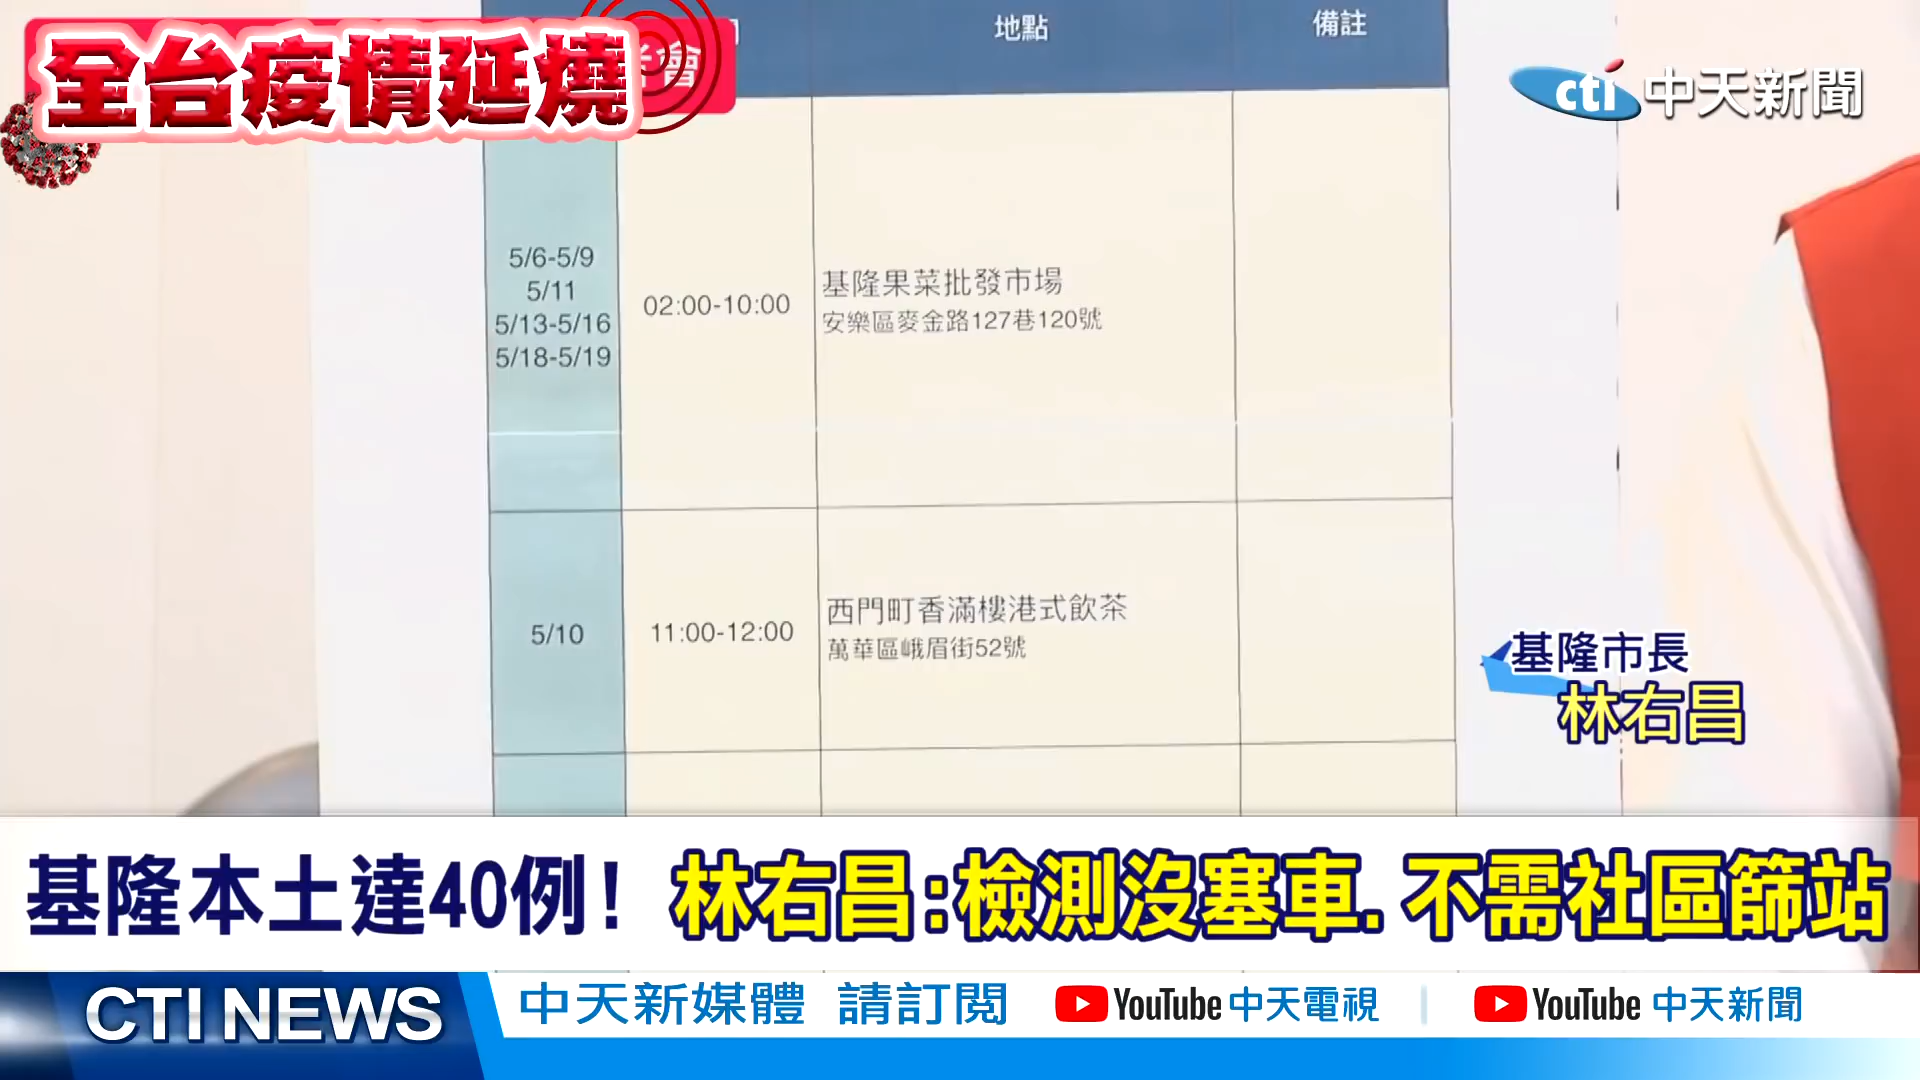 全台疫情延燒
會
地點
備註
cti 中天新聞
5/6-5/9
5/11
5/13-5/16
5/18-5/19
02:00-10:00
基隆果菜批發市場
安樂區麥金路127巷120號
5/10
11:00-12:00
西門町香滿樓港式飲茶
萬華區峨眉街52號
基隆市長
林右昌
基隆本土達40例! 林右昌:檢測沒塞車.不需社區篩站
CTI NEWS
中天新媒體 請訂閱 YouTube 中天電視 | YouTube 中天新聞